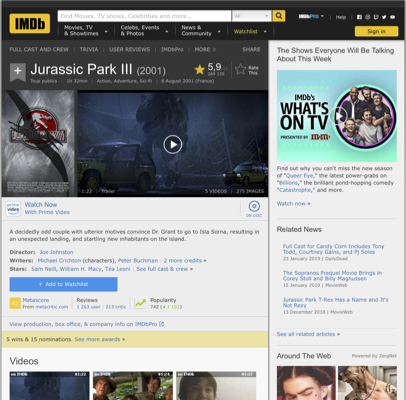 IMDb
Find Movies, TV shows, Celebrities and more...
All
IMDbPro
Help
Movies, TV
& Showtimes
Celebs, Events
& Photos
News &
Community
Watchlist
Sign in
FULL CAST AND CREW | TRIVIA | USER REVIEWS | IMDbPro | MORE
SHARE
Jurassic Park III (2001)
Tous publics | 1h 32min | Action, Adventure, Sci-Fi | 8 August 2001 (France)
5,9
Rate
This
1:22 | Trailer
5 VIDEOS
275 IMAGES
prime
video
Watch Now
With Prime Video
ON DISC
A decidedly odd couple with ulterior motives convince Dr. Grant to go to Isla Sorna, resulting in
an unexpected landing, and startling new inhabitants on the island.
Director: Joe Johnston
Writers: Michael Crichton (characters), Peter Buchman | 2 more credits »
Stars: Sam Neill, William H. Macy, Téa Leoni | See full cast & crew »
+ Add to Watchlist
42
Metascore
From metacritic.com
Reviews
Popularity
View production, box office, & company info on IMDbPro
5 wins & 15 nominations. See more awards »
Videos
01:22
01:24
01:27
The Shows Everyone Will Be Talking
About This Week
IMDb's
WHAT'S
ON TV
PRESENTED BY M&M'S
Find out why you can't miss the new season
of "Queer Eye," the latest power-grabs on
"Billions," the brilliant pond-hopping comedy
"Catastrophe," and more.
Watch now »
Related News
Full Cast for Candy Corn Includes Tony
Todd, Courtney Gains, and PJ Soles
23 January 2019 | DailyDead
The Sopranos Prequel Movie Brings in
Corey Stoll and Billy Magnussen
15 January 2019 | MovieWeb
Jurassic Park T-Rex Has a Name and It's
Not Rexy
13 December 2018 | MovieWeb
See all related articles »
Around The Web
Powered by ZergNet